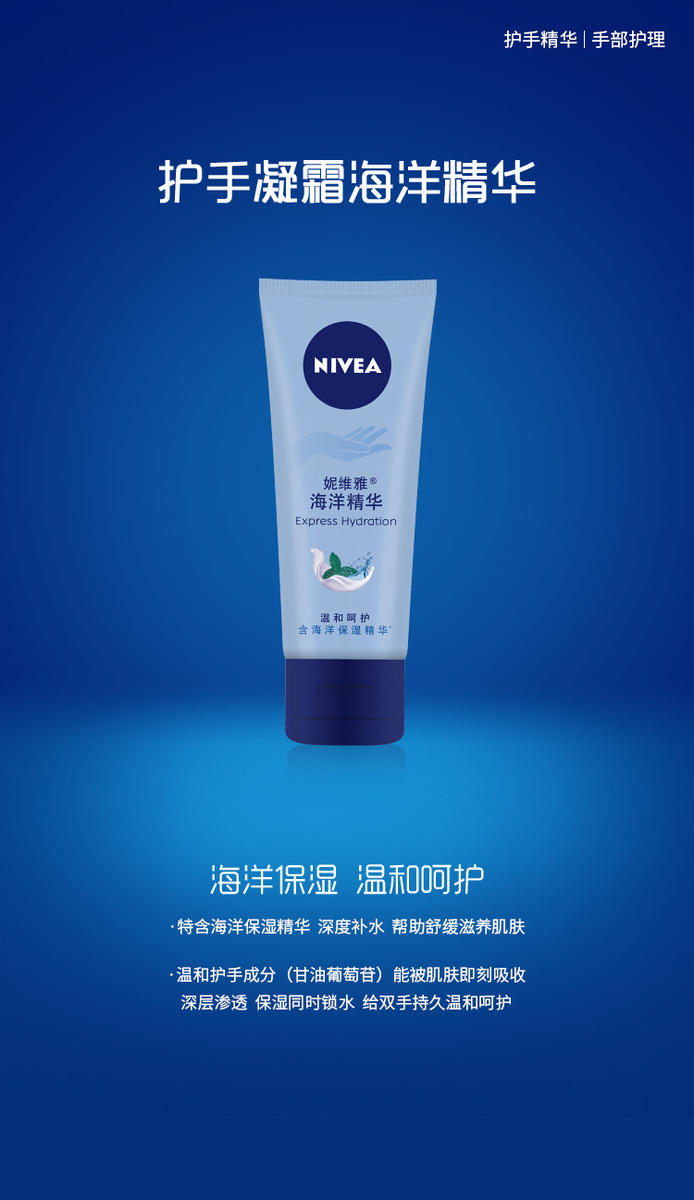 护手精华|手部护理
护手凝霜海洋精华
NIVEA
妮维雅®
海洋精华
Express Hydration
温和呵护
含海洋保湿精华*
海洋保湿 温和呵护
·特含海洋保湿精华 深度补水 帮助舒缓滋养肌肤
·温和护手成分（甘油葡萄苷）能被肌肤即刻吸收
深层渗透 保湿同时锁水 给双手持久温和呵护